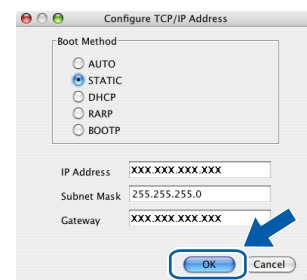 Configure TCP/IP Address
Boot Method
AUTO
STATIC
DHCP
RARP
BOOTP
IP Address XXX.XXX.XXX.XXX
Subnet Mask 255.255.255.0
Gateway XXX.XXX.XXX.XXX
OK Cancel